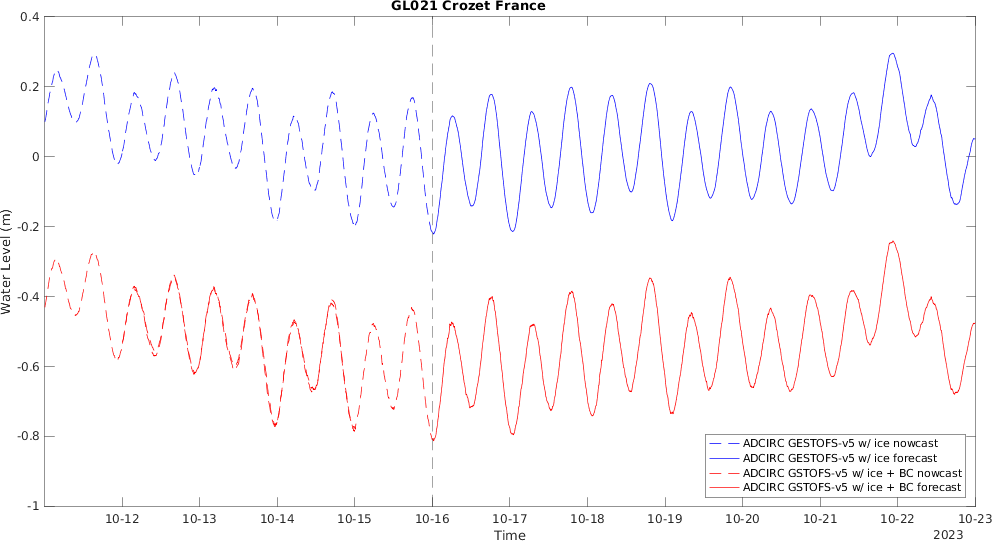 GL021 Crozet France
0.4
0.2
0
-0.2
-0.4
-0.6
-0.8
-1
Water Level (m)
ADCIRC GESTOFS-v5 w/ ice nowcast
ADCIRC GESTOFS-v5 w/ ice forecast
ADCIRC GSTOFS-v5 w/ ice + BC nowcast
ADCIRC GSTOFS-v5 w/ ice + BC forecast
10-12 10-13 10-14 10-15 10-16 10-17 10-18 10-19 10-20 10-21 10-22 10-23
Time
2023